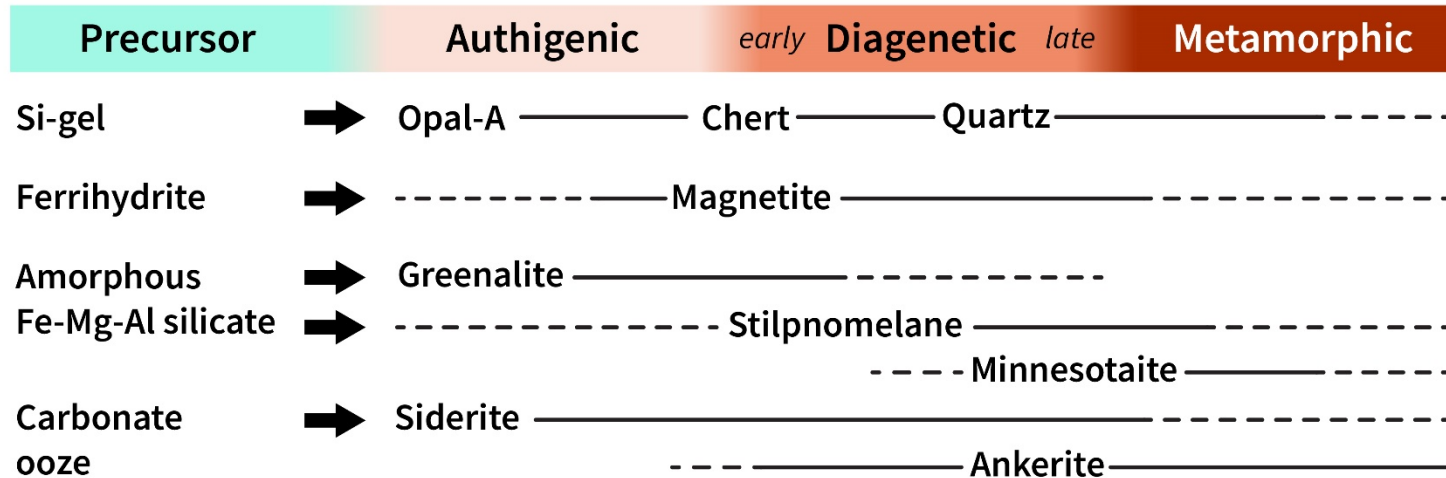 Precursor Authigenic early Diagenetic late Metamorphic
Si-gel Opal-A Chert Quartz
Ferrihydrite Magnetite
Amorphous Greenalite
Fe-Mg-Al silicate Stilpnomelane
Minnesotaite
Carbonate Siderite
ooze Ankerite